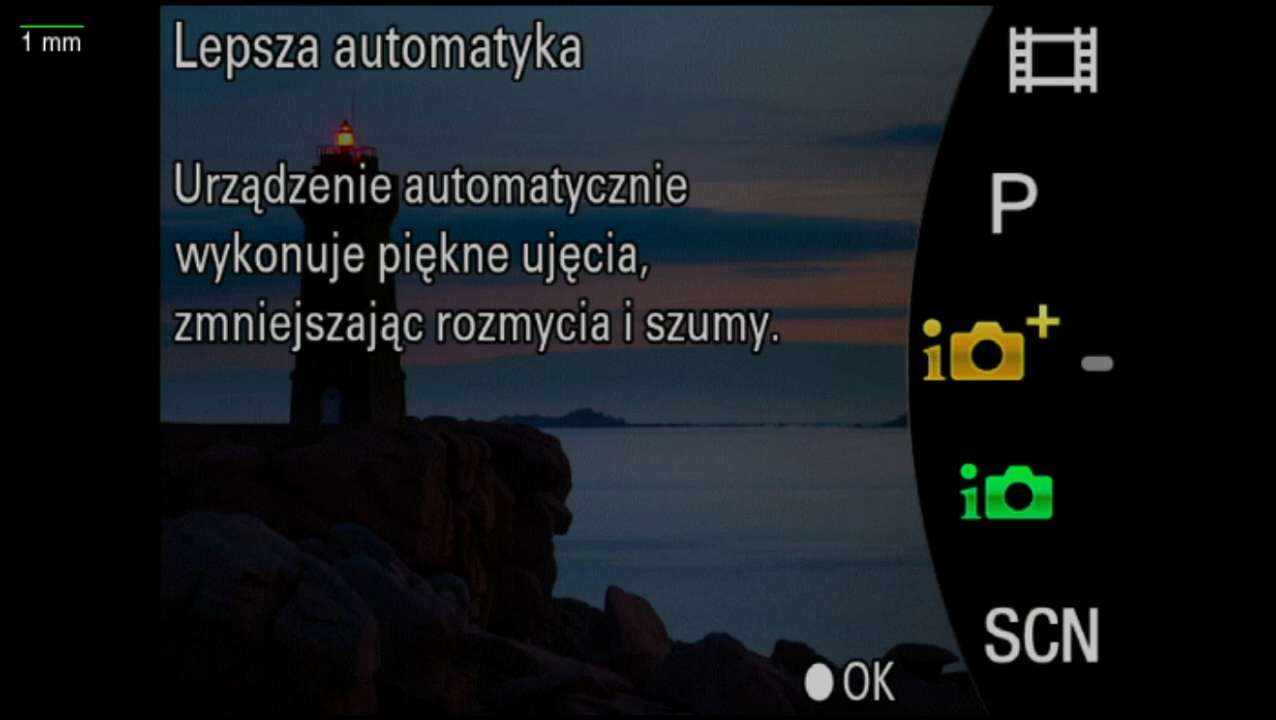 1 mm
Lepsza automatyka
Urządzenie automatycznie
wykonuje piękne ujęcia,
zmniejszając rozmycia i szumy.
P
i +
i
SCN
OK